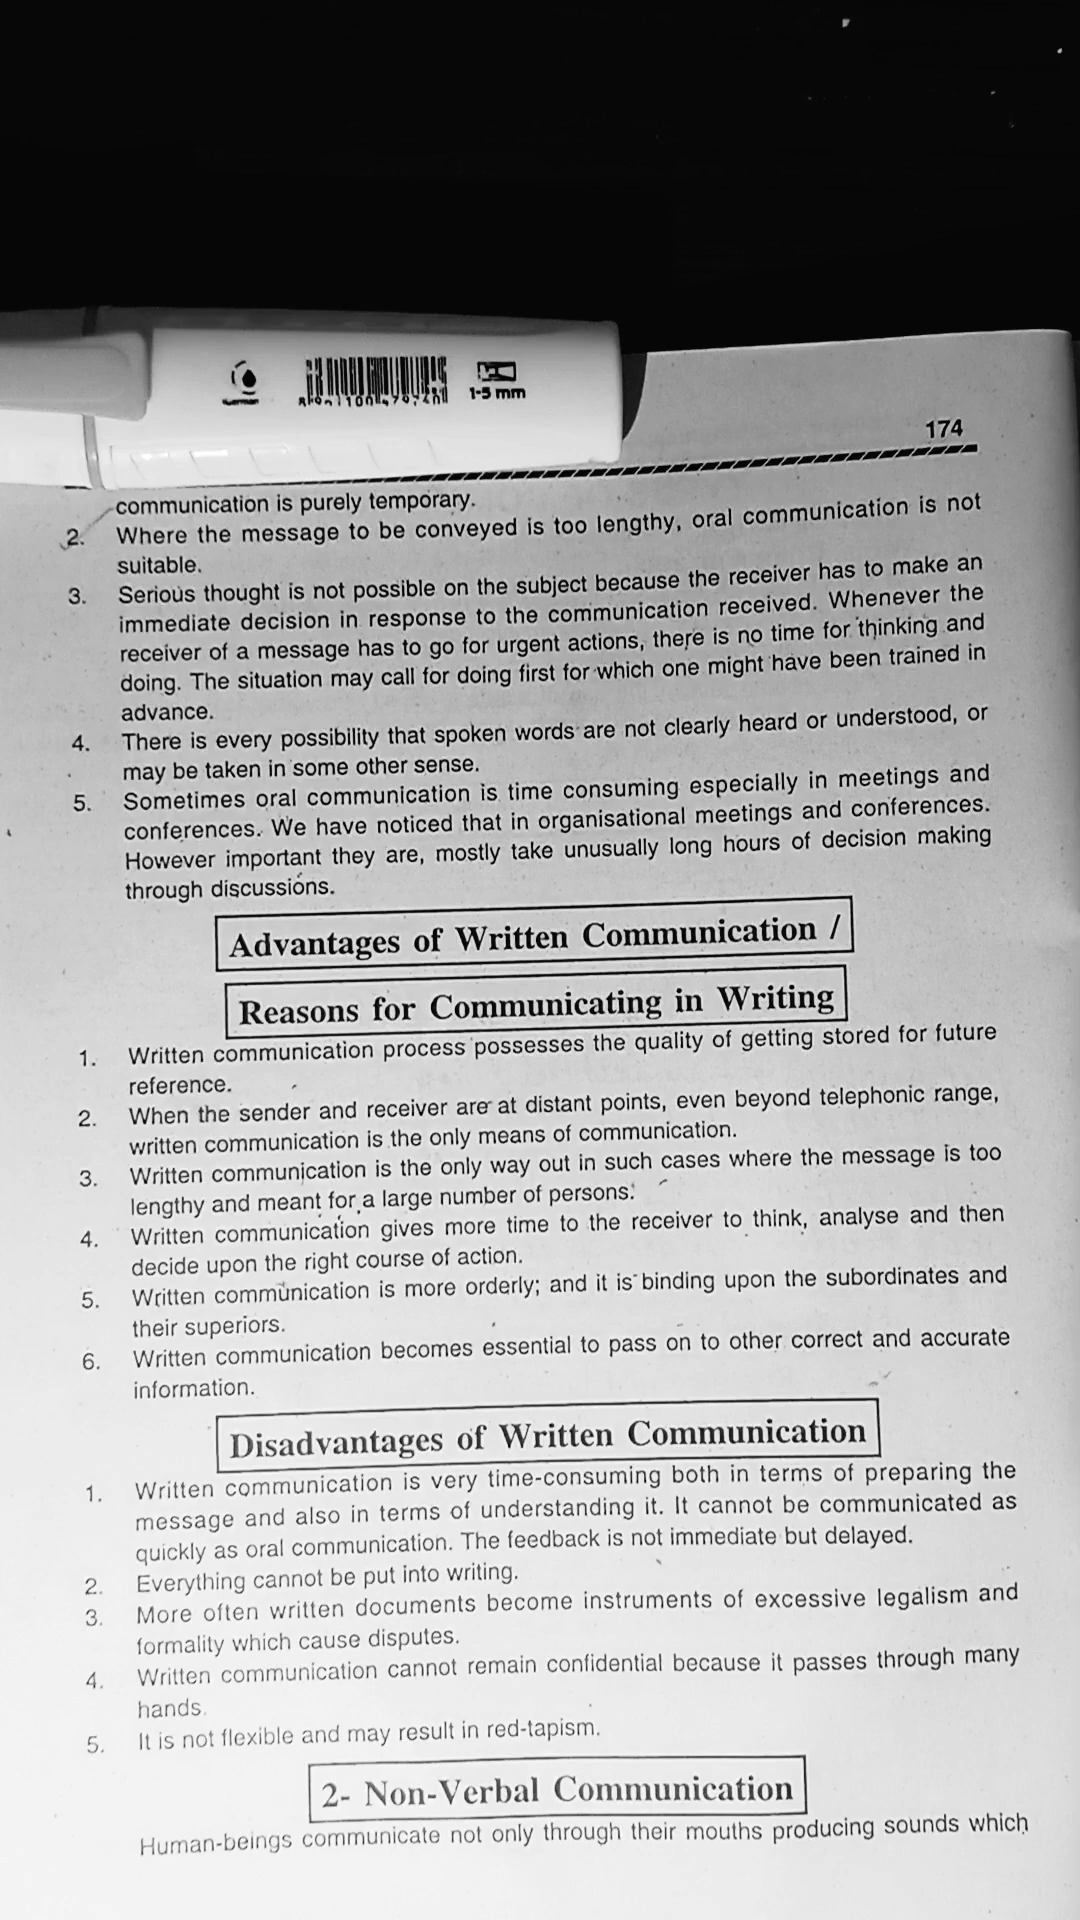 1-5 mm
174
communication is purely temporary.
2. Where the message to be conveyed is too lengthy, oral communication is not
suitable.
3. Serious thought is not possible on the subject because the receiver has to make an
immediate decision in response to the communication received. Whenever the
receiver of a message has to go for urgent actions, there is no time for thinking and
doing. The situation may call for doing first for which one might have been trained in
advance.
4. There is every possibility that spoken words are not clearly heard or understood, or
may be taken in some other sense.
5. Sometimes oral communication is time consuming especially in meetings and
conferences. We have noticed that in organisational meetings and conferences.
However important they are, mostly take unusually long hours of decision making
through discussions.
Advantages of Written Communication /
Reasons for Communicating in Writing
1. Written communication process possesses the quality of getting stored for future
reference.
2. When the sender and receiver are at distant points, even beyond telephonic range,
written communication is the only means of communication.
3. Written communication is the only way out in such cases where the message is too
lengthy and meant for a large number of persons.
4. Written communication gives more time to the receiver to think, analyse and then
decide upon the right course of action.
5. Written communication is more orderly; and it is binding upon the subordinates and
their superiors.
6. Written communication becomes essential to pass on to other correct and accurate
information.
Disadvantages of Written Communication
1. Written communication is very time-consuming both in terms of preparing the
message and also in terms of understanding it. It cannot be communicated as
quickly as oral communication. The feedback is not immediate but delayed.
2. Everything cannot be put into writing.
3. More often written documents become instruments of excessive legalism and
formality which cause disputes.
4. Written communication cannot remain confidential because it passes through many
hands.
5. It is not flexible and may result in red-tapism.
2- Non-Verbal Communication
Human-beings communicate not only through their mouths producing sounds which